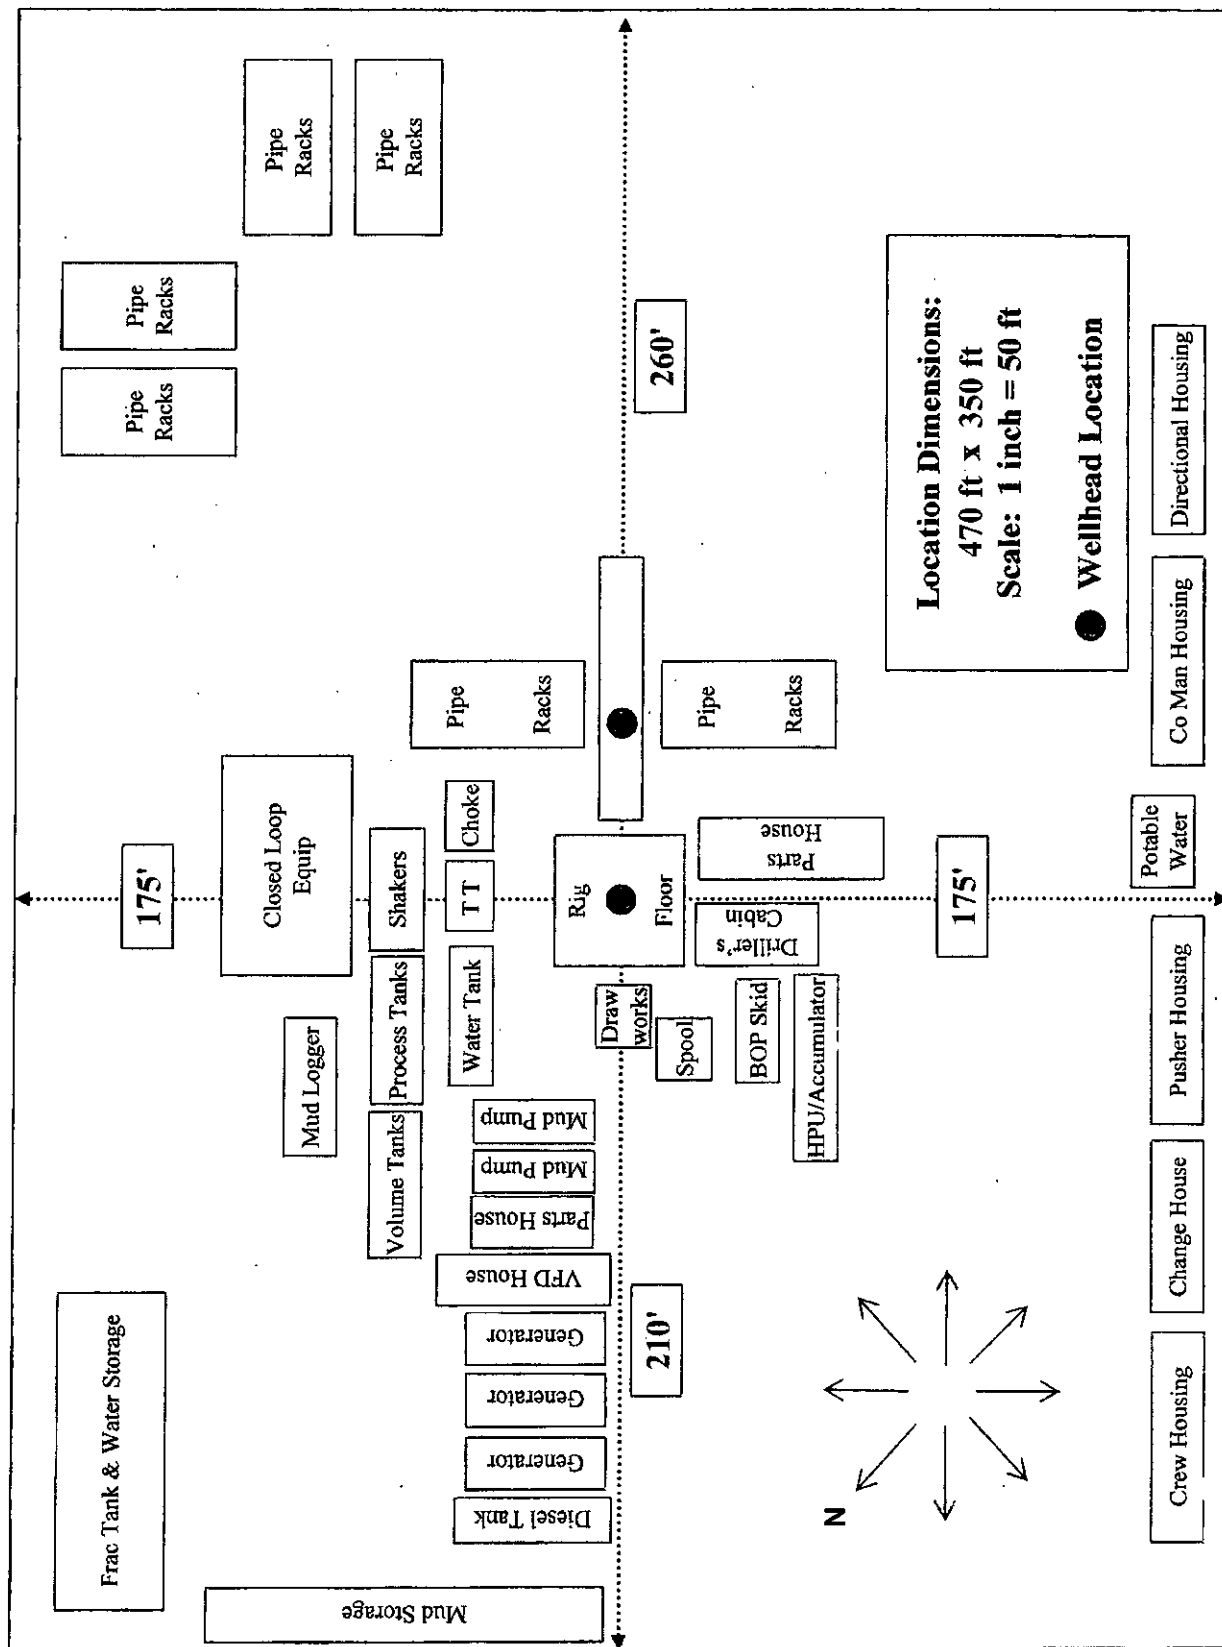 Frac Tank & Water Storage
Mud Storage
Diesel Tank
Generator
Generator
Generator
VFD House
Parts House
Mud Pump
Mud Pump
Volume Tanks
Process Tanks
Mud Logger
Water Tank
Closed Loop
Equip
Shakers
T T
Choke
175'
Pipe
Racks
Pipe
Racks
Pipe
Racks
Pipe
Racks
Pipe
Racks
Pipe
Racks
Rig
Floor
Draw
works
Spool
BOP Skid
HPU/Accumulator
Driller's
Cabin
Parts
House
210'
260'
175'
N
Location Dimensions:
470 ft x 350 ft
Scale: 1 inch = 50 ft
Wellhead Location
Crew Housing
Change House
Pusher Housing
Potable
Water
Co Man Housing
Directional Housing